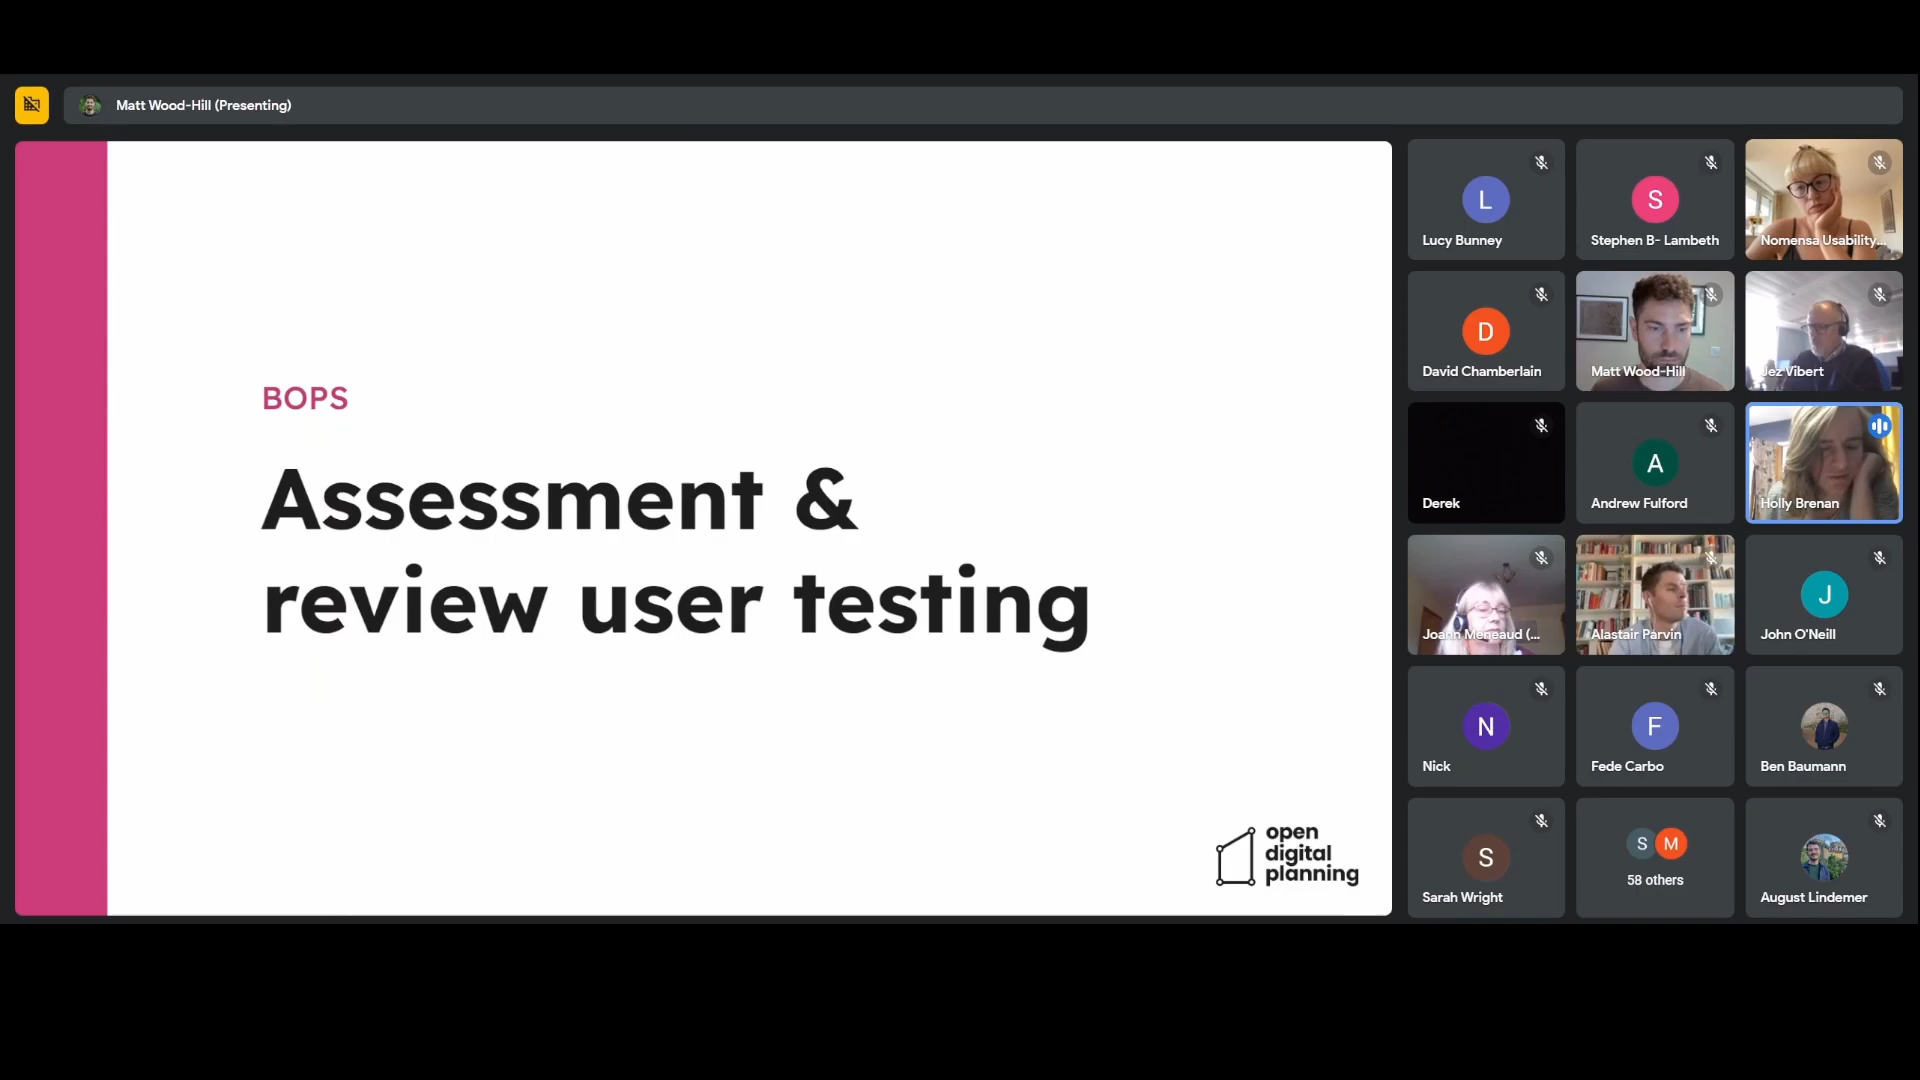 Matt Wood-Hill (Presenting)
BOPS
Assessment &
review user testing
open
digital
planning
L
Lucy Bunney
S
Stephen B- Lambeth
Nomensa Usability...
D
David Chamberlain
Matt Wood-Hill
Jez Vibert
Derek
A
Andrew Fulford
Holly Brenan
Joann Meneaud (...
Alastair Parvin
J
John O'Neill
N
Nick
F
Fede Carbo
Ben Baumann
S
Sarah Wright
S M
58 others
August Lindemer